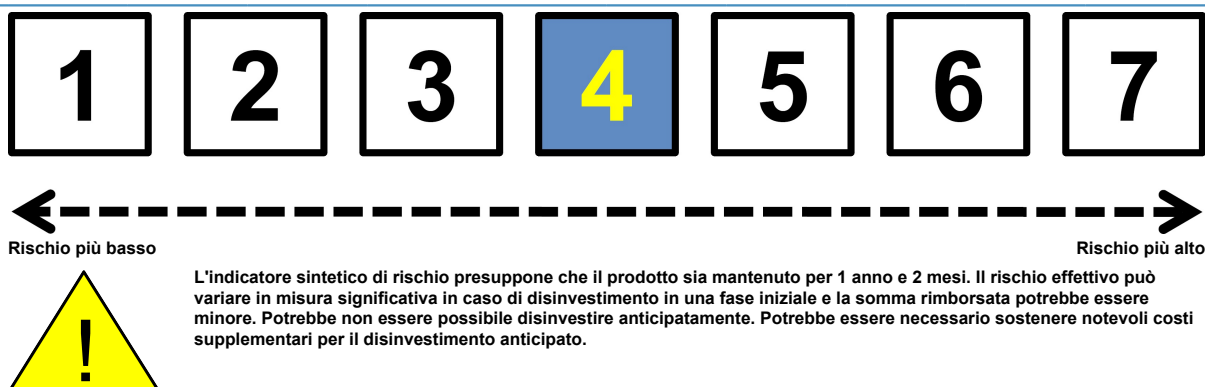 1 2 3 4 5 6 7
Rischio più basso Rischio più alto
L'indicatore sintetico di rischio presuppone che il prodotto sia mantenuto per 1 anno e 2 mesi. Il rischio effettivo può
variare in misura significativa in caso di disinvestimento in una fase iniziale e la somma rimborsata potrebbe essere
minore. Potrebbe non essere possibile disinvestire anticipatamente. Potrebbe essere necessario sostenere notevoli costi
supplementari per il disinvestimento anticipato.
!